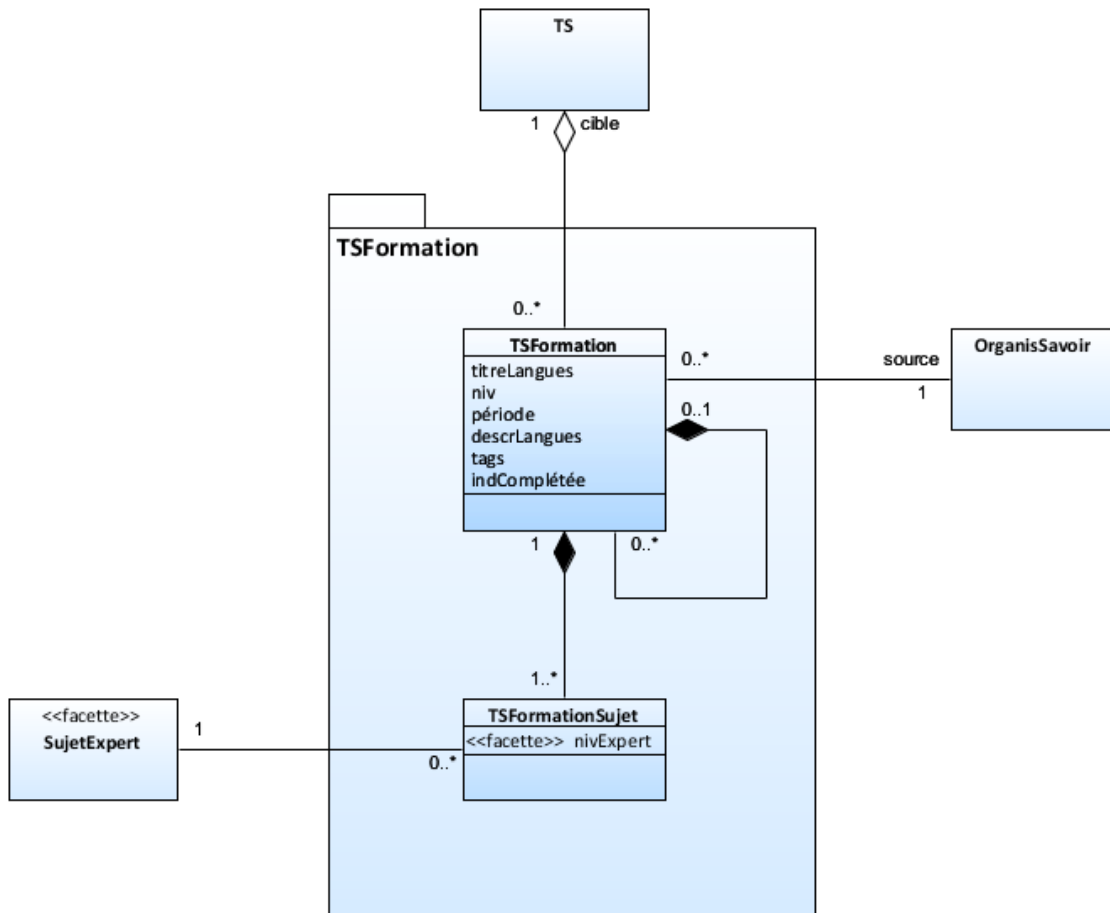 TS
1
cible
TSFormation
0..*
TSFormation
titreLangues
niv
période
descrLangues
tags
indComplétée
0..*
source
1
OrganisSavoir
0..1
1
0..*
1..*
<<facette>>
SujetExpert
1
0..*
TSFormationSujet
<<facette>> nivExpert